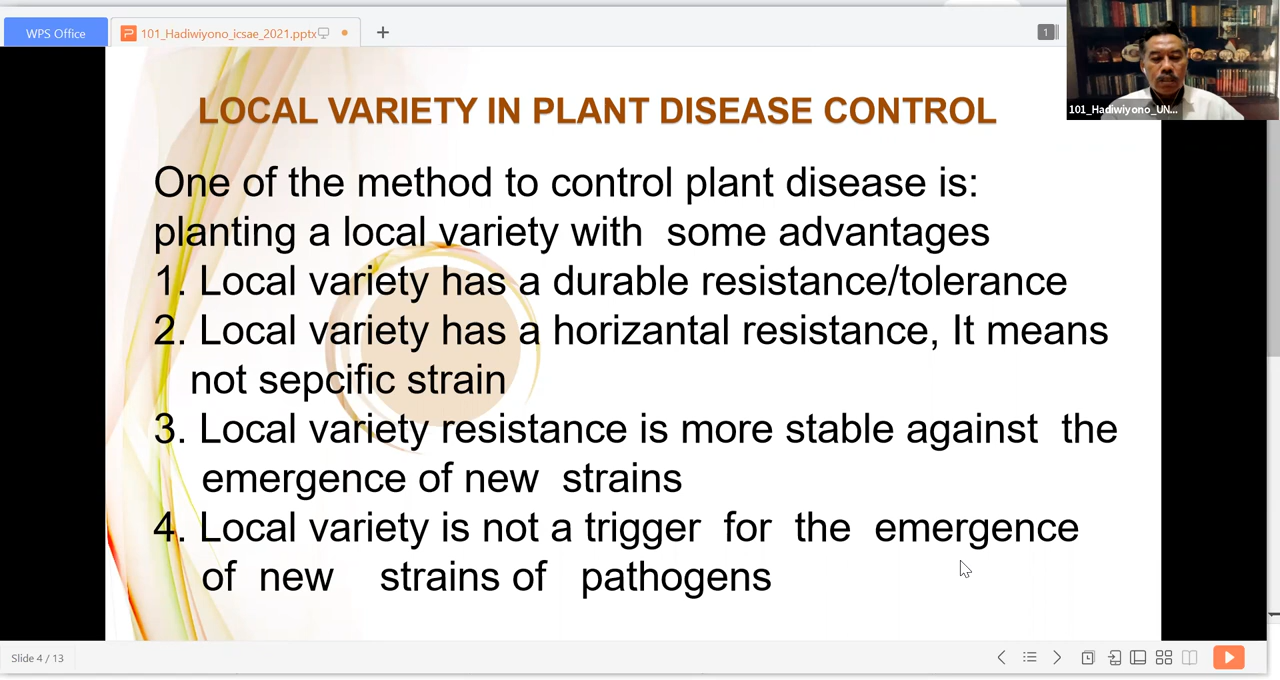 WPS Office
101_Hadiwiyono_icsae_2021.pptx
1
101_Hadiwiyono_UN...
LOCAL VARIETY IN PLANT DISEASE CONTROL
One of the method to control plant disease is:
planting a local variety with some advantages
1. Local variety has a durable resistance/tolerance
2. Local variety has a horizantal resistance, It means
not sepcific strain
3. Local variety resistance is more stable against the
emergence of new strains
4. Local variety is not a trigger for the emergence
of new strains of pathogens
Slide 4 / 13